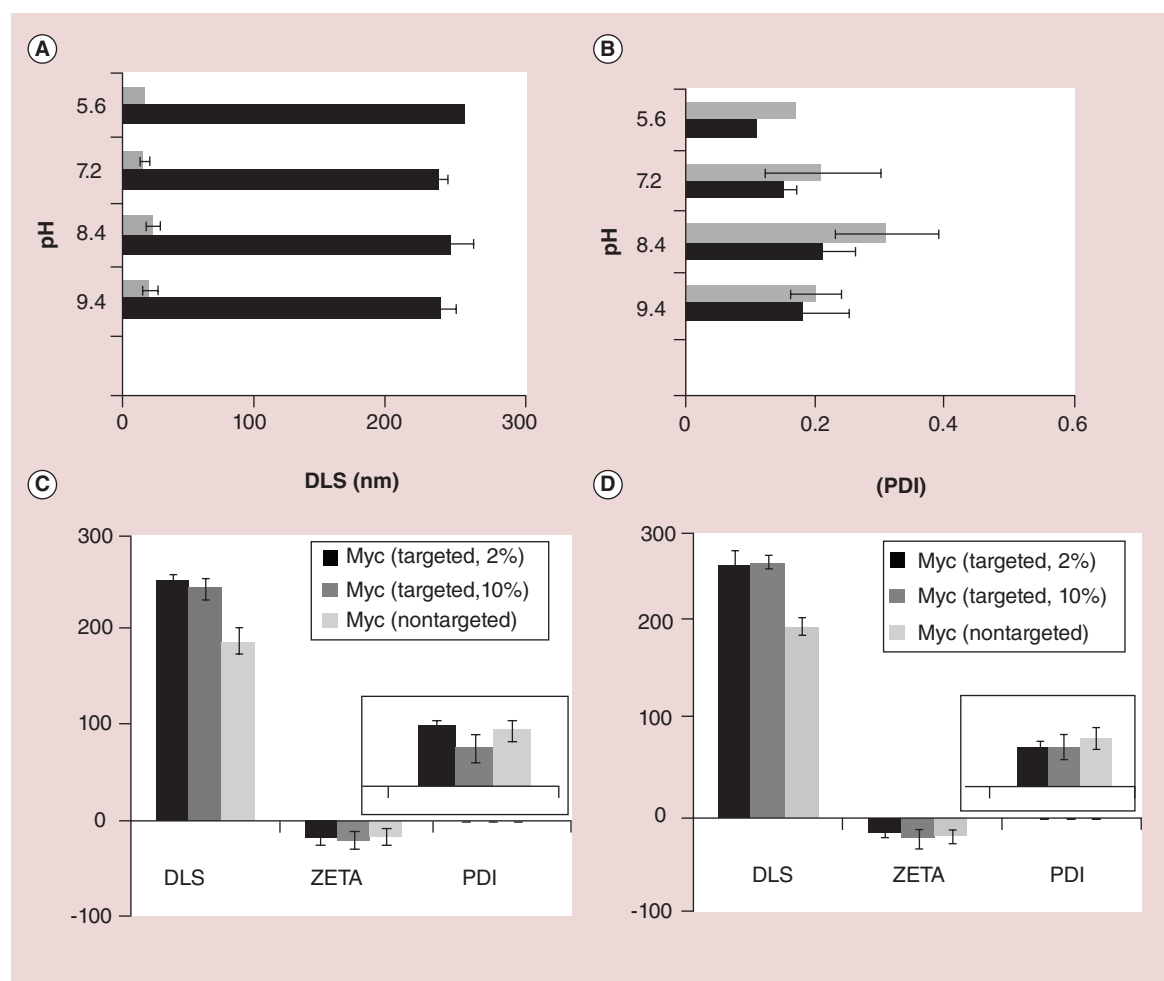 A
5.6
7.2
8.4
9.4
pH
0 100 200 300
DLS (nm)
B
5.6
7.2
8.4
9.4
pH
0 0.2 0.4 0.6
(PDI)
C
300
200
100
0
-100
Myc (targeted, 2%)
Myc (targeted,10%)
Myc (nontargeted)
DLS ZETA PDI
D
300
200
100
0
-100
Myc (targeted, 2%)
Myc (targeted, 10%)
Myc (nontargeted)
DLS ZETA PDI